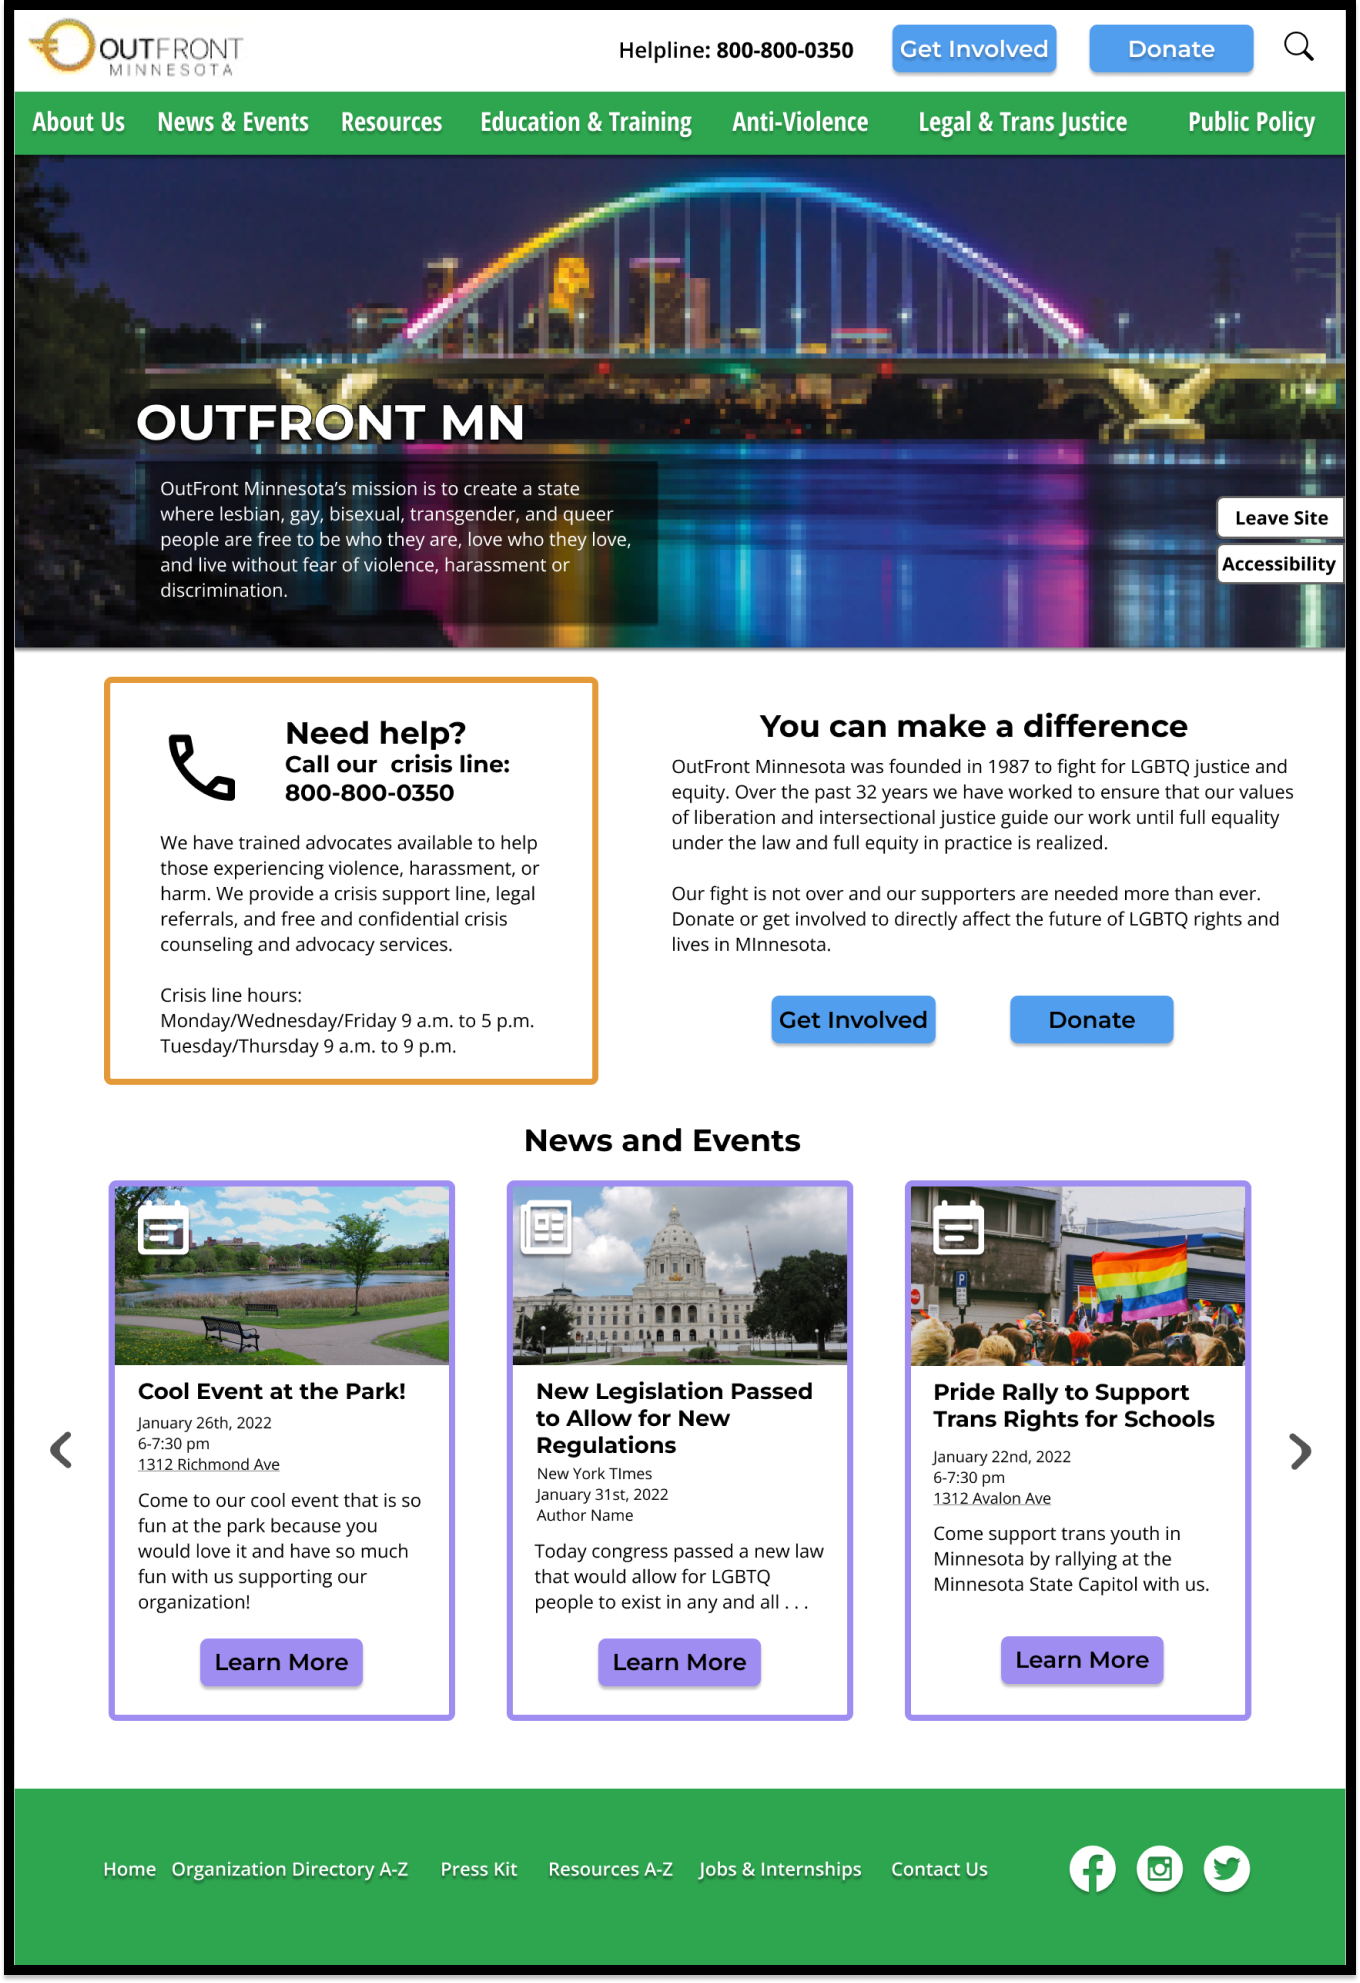 OUTFRONT
MINNESOTA
Helpline: 800-800-0350
Get Involved
Donate
About Us
News & Events
Resources
Education & Training
Anti-Violence
Legal & Trans Justice
Public Policy
OUTFRONT MN
OutFront Minnesota's mission is to create a state
where lesbian, gay, bisexual, transgender, and queer
people are free to be who they are, love who they love,
and live without fear of violence, harassment or
discrimination.
Leave Site
Accessibility
Need help?
Call our crisis line:
800-800-0350
We have trained advocates available to help
those experiencing violence, harassment, or
harm. We provide a crisis support line, legal
referrals, and free and confidential crisis
counseling and advocacy services.
Crisis line hours:
Monday/Wednesday/Friday 9 a.m. to 5 p.m.
Tuesday/Thursday 9 a.m. to 9 p.m.
You can make a difference
OutFront Minnesota was founded in 1987 to fight for LGBTQ justice and
equity. Over the past 32 years we have worked to ensure that our values
of liberation and intersectional justice guide our work until full equality
under the law and full equity in practice is realized.
Our fight is not over and our supporters are needed more than ever.
Donate or get involved to directly affect the future of LGBTQ rights and
lives in MInnesota.
Get Involved
Donate
News and Events
Cool Event at the Park!
January 26th, 2022
6-7:30 pm
1312 Richmond Ave
Come to our cool event that is so
fun at the park because you
would love it and have so much
fun with us supporting our
organization!
Learn More
New Legislation Passed
to Allow for New
Regulations
New York TImes
January 31st, 2022
Author Name
Today congress passed a new law
that would allow for LGBTQ
people to exist in any and all . . .
Learn More
P
Pride Rally to Support
Trans Rights for Schools
January 22nd, 2022
6-7:30 pm
1312 Avalon Ave
Come support trans youth in
Minnesota by rallying at the
Minnesota State Capitol with us.
Learn More
Home
Organization Directory A-Z
Press Kit
Resources A-Z
Jobs & Internships
Contact Us